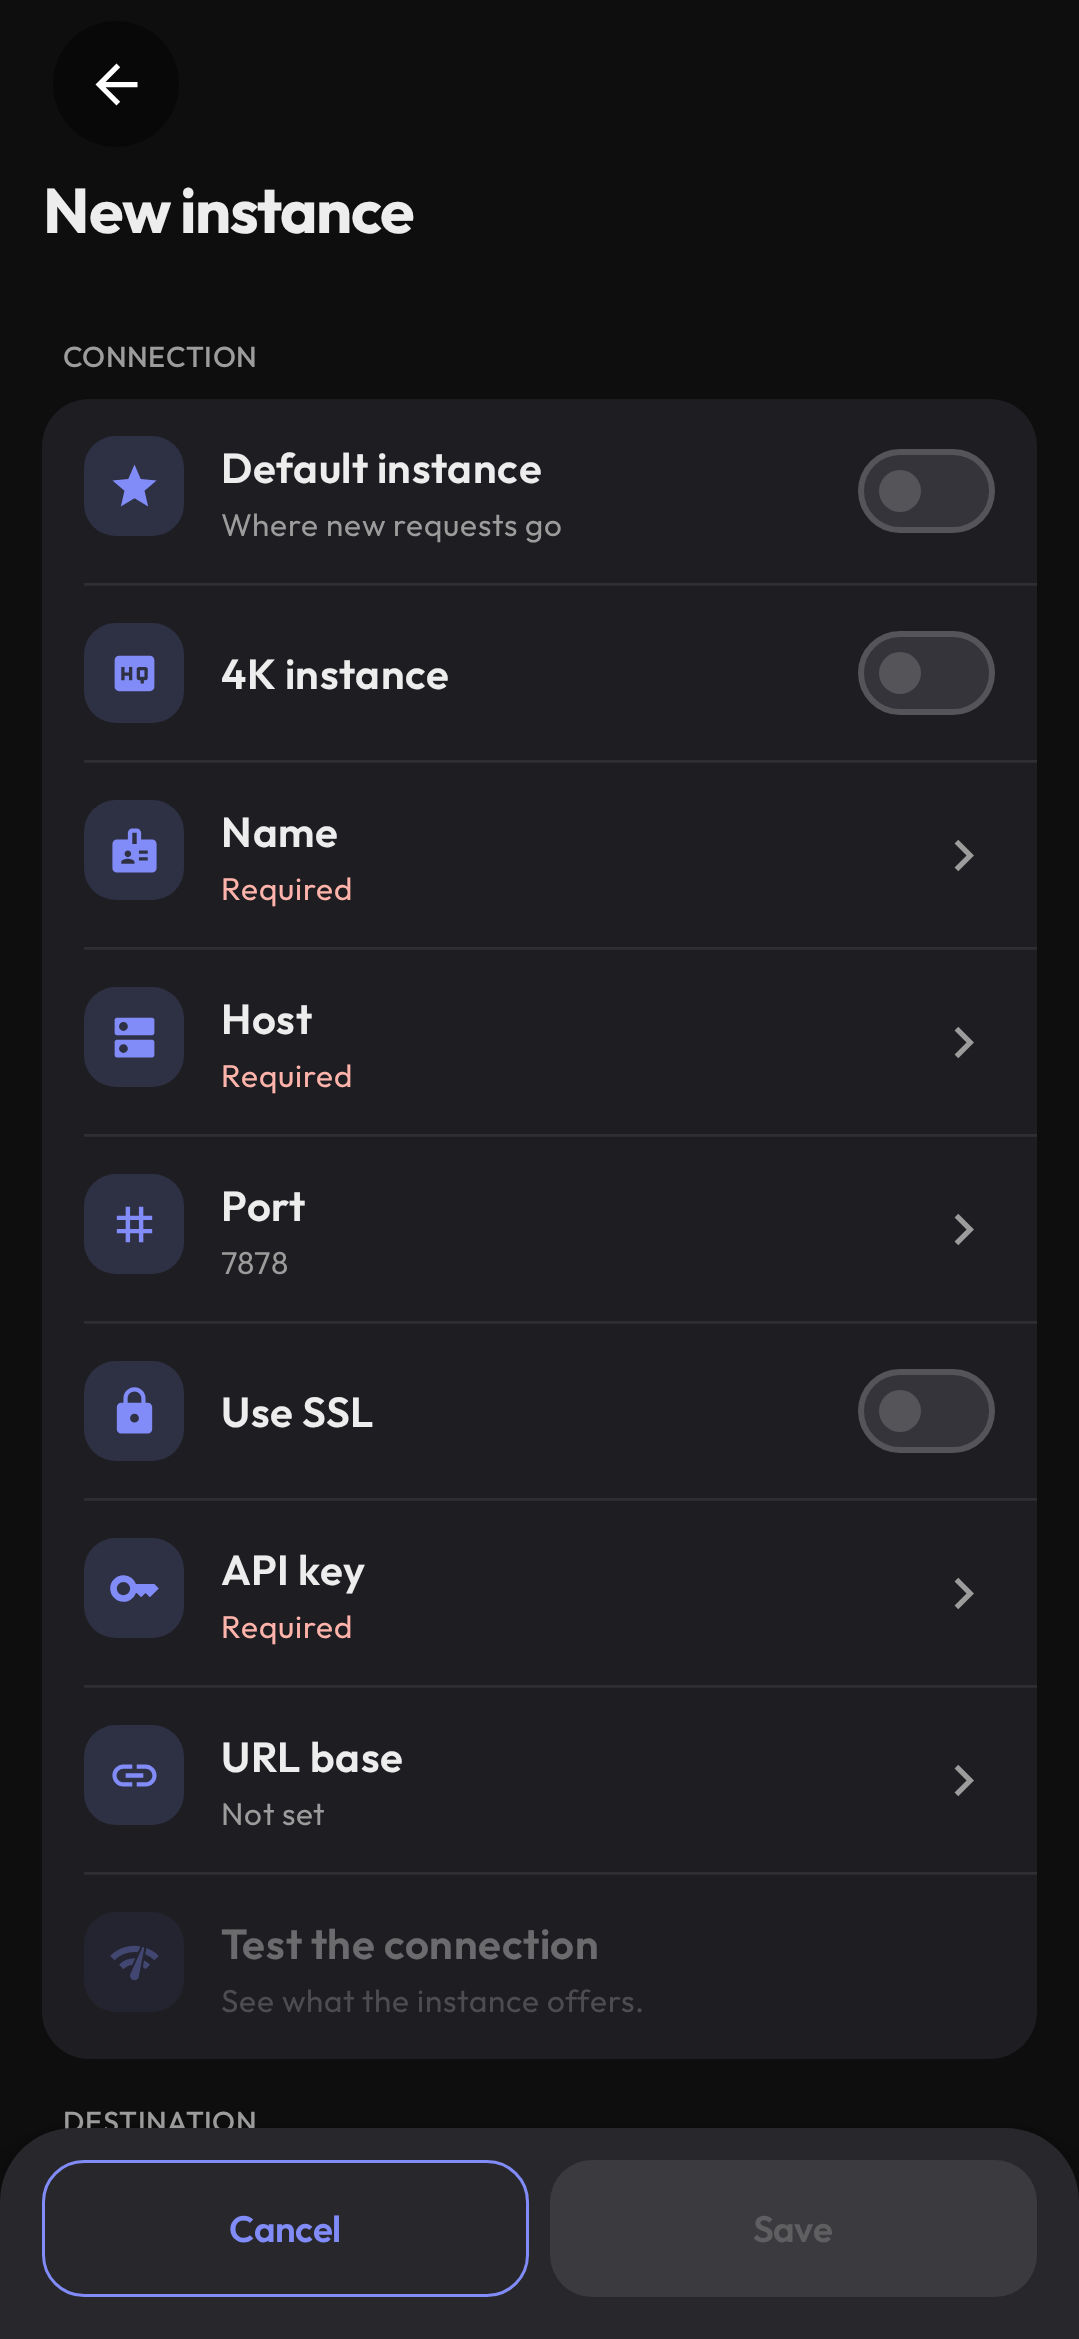 New instance
CONNECTION
Default instance
Where new requests go
HQ
4K instance
Name
Required
Host
Required
Port
7878
Use SSL
API key
Required
URL base
Not set
Test the connection
See what the instance offers.
DESTINATION
Cancel
Save